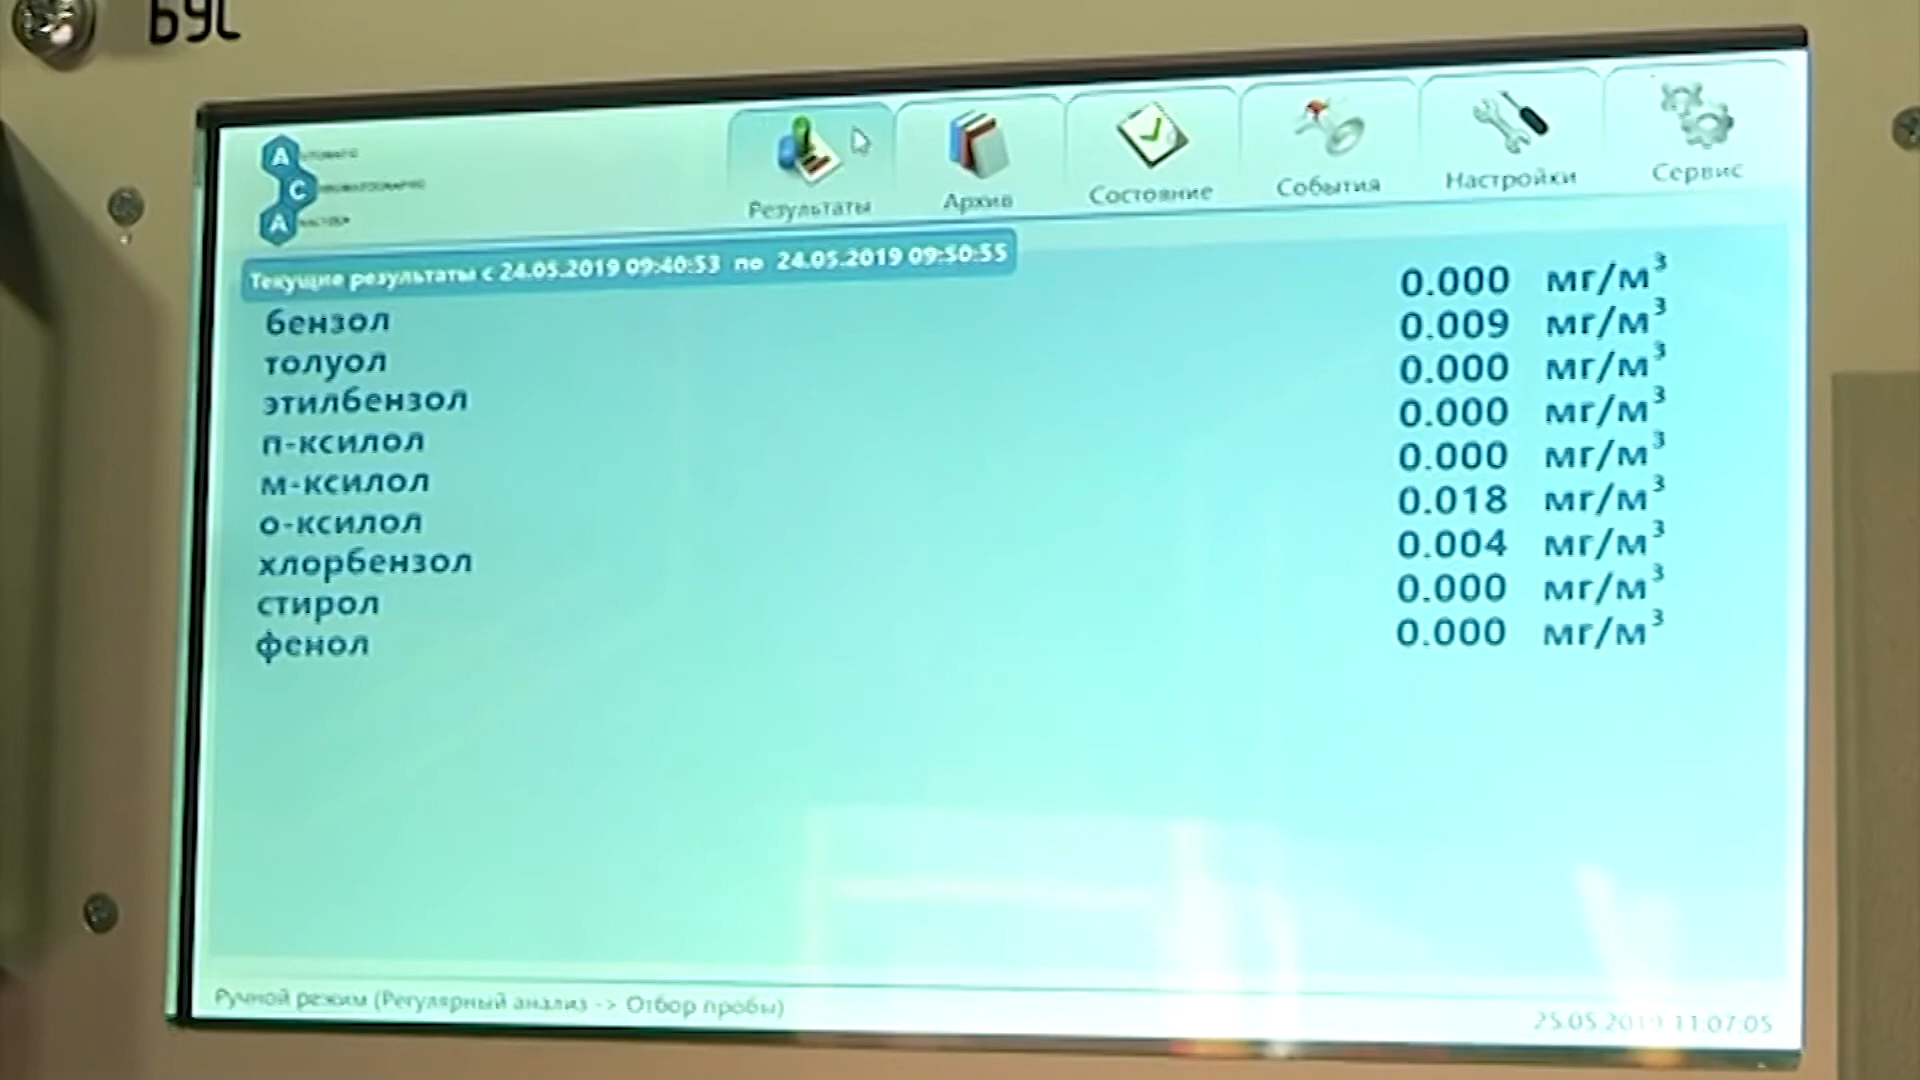 Результаты Архив Состояние События Настройки Сервис
A
C
A
Текущие результаты с 24.05.2019 09:40:53 по 24.05.2019 09:50:55
бензол 0.000 мг/м³
толуол 0.009 мг/м³
этилбензол 0.000 мг/м³
п-ксилол 0.000 мг/м³
м-ксилол 0.000 мг/м³
о-ксилол 0.018 мг/м³
хлорбензол 0.004 мг/м³
стирол 0.000 мг/м³
фенол 0.000 мг/м³
Ручной режим (Регулярный анализ -> Отбор пробы)
25.05.2019 11:07:05